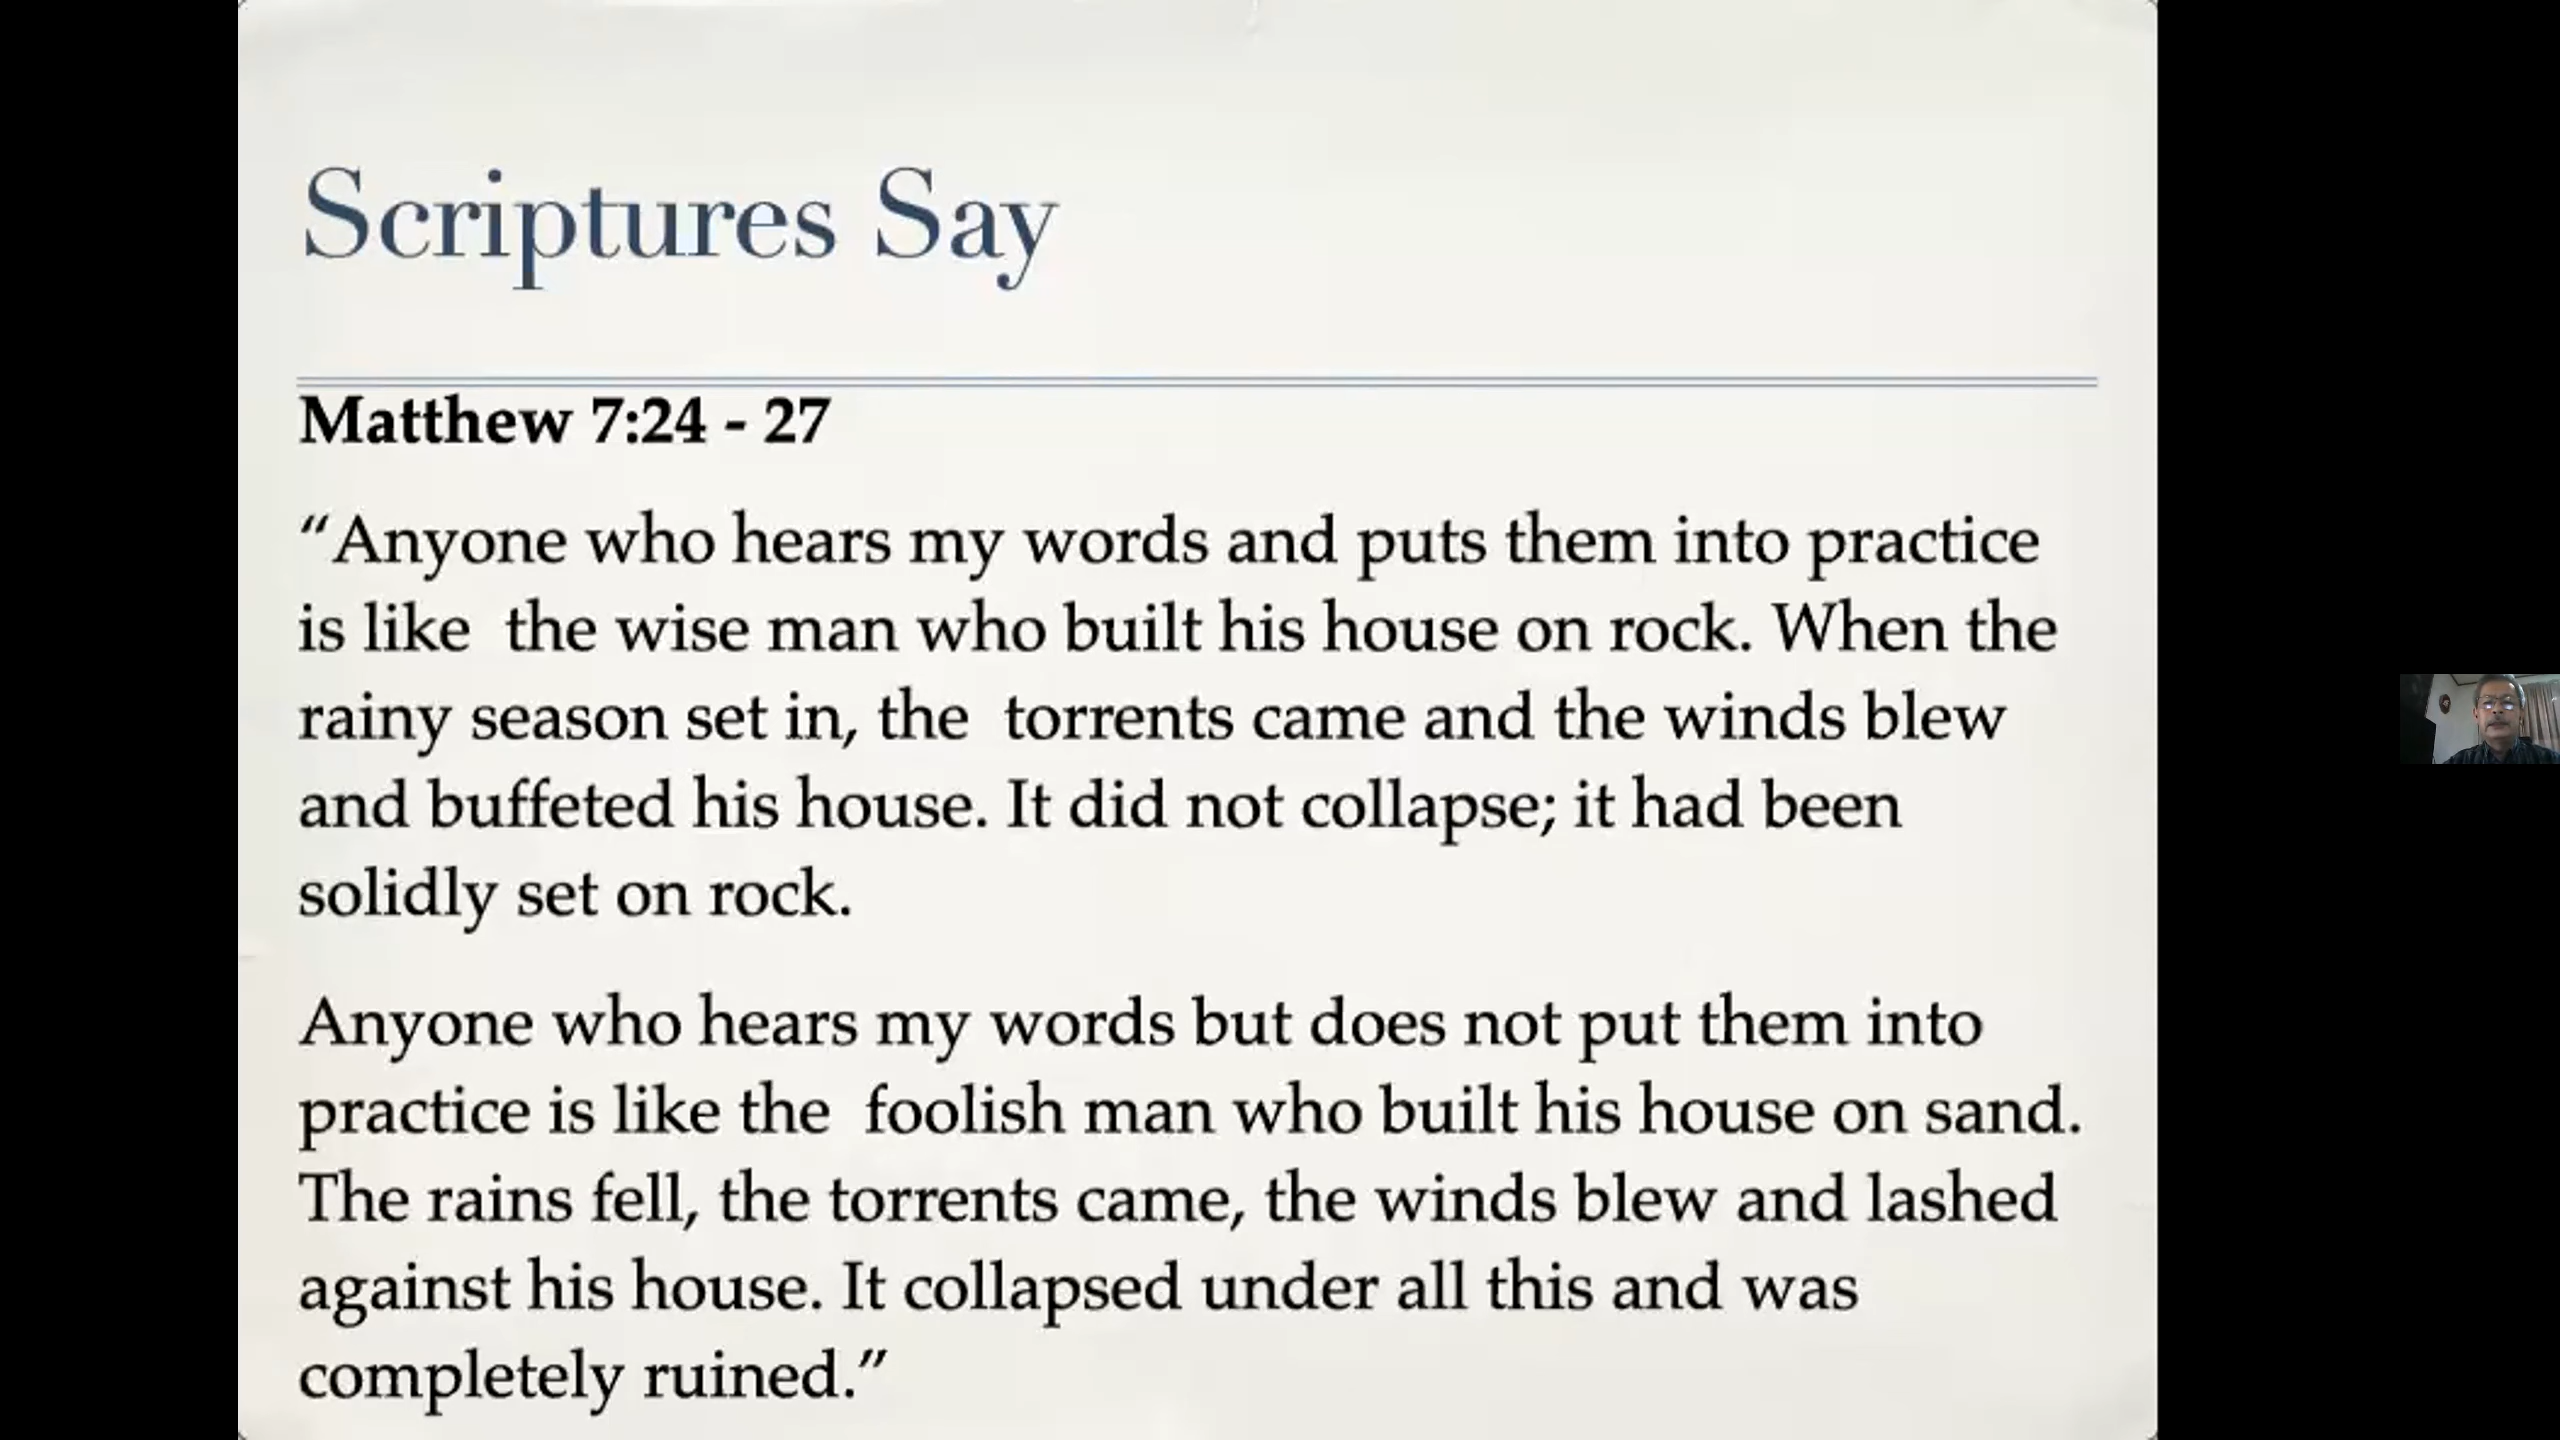 Scriptures Say
Matthew 7:24 - 27
“Anyone who hears my words and puts them into practice
is like  the wise man who built his house on rock. When the
rainy season set in, the  torrents came and the winds blew
and buffeted his house. It did not collapse; it had been
solidly set on rock.
Anyone who hears my words but does not put them into
practice is like the  foolish man who built his house on sand.
The rains fell, the torrents came, the winds blew and lashed
against his house. It collapsed under all this and was
completely ruined.”